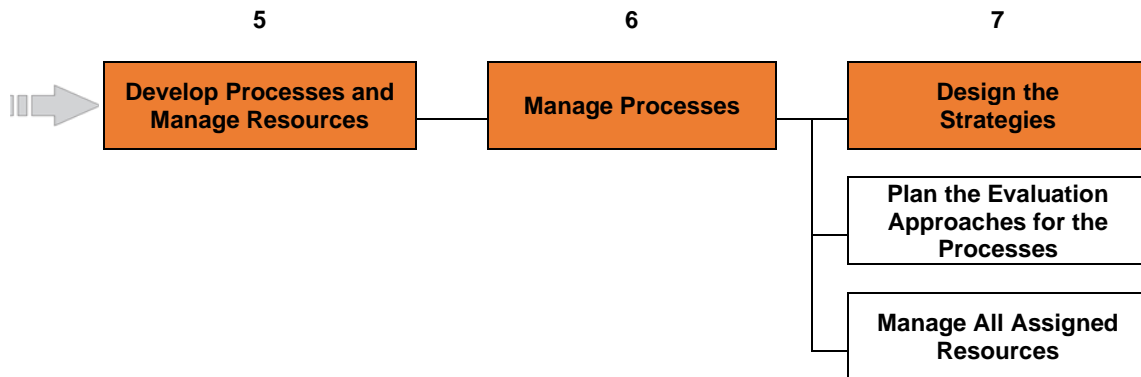 5
6
7
Develop Processes and
Manage Resources
Manage Processes
Design the
Strategies
Plan the Evaluation
Approaches for the
Processes
Manage All Assigned
Resources